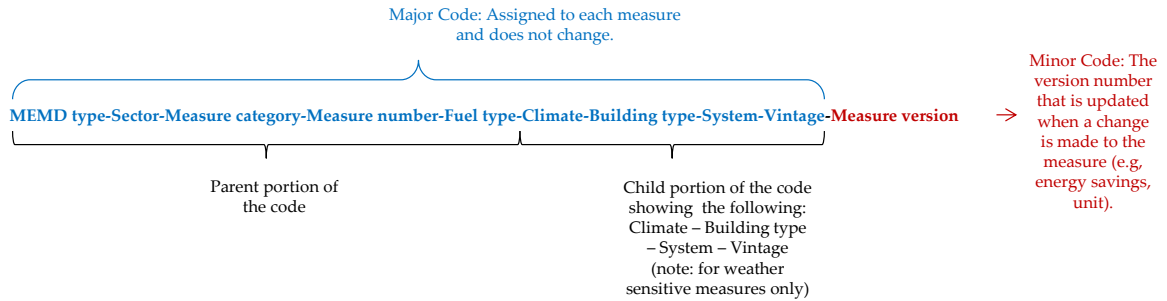 Major Code: Assigned to each measure
and does not change.
MEMD type-Sector-Measure category-Measure number-Fuel type-Climate-Building type-System-Vintage-Measure version
Minor Code: The
version number
that is updated
when a change
is made to the
measure (e.g,
energy savings,
unit).
Parent portion of
the code
Child portion of the code
showing the following:
Climate – Building type
– System – Vintage
(note: for weather
sensitive measures only)